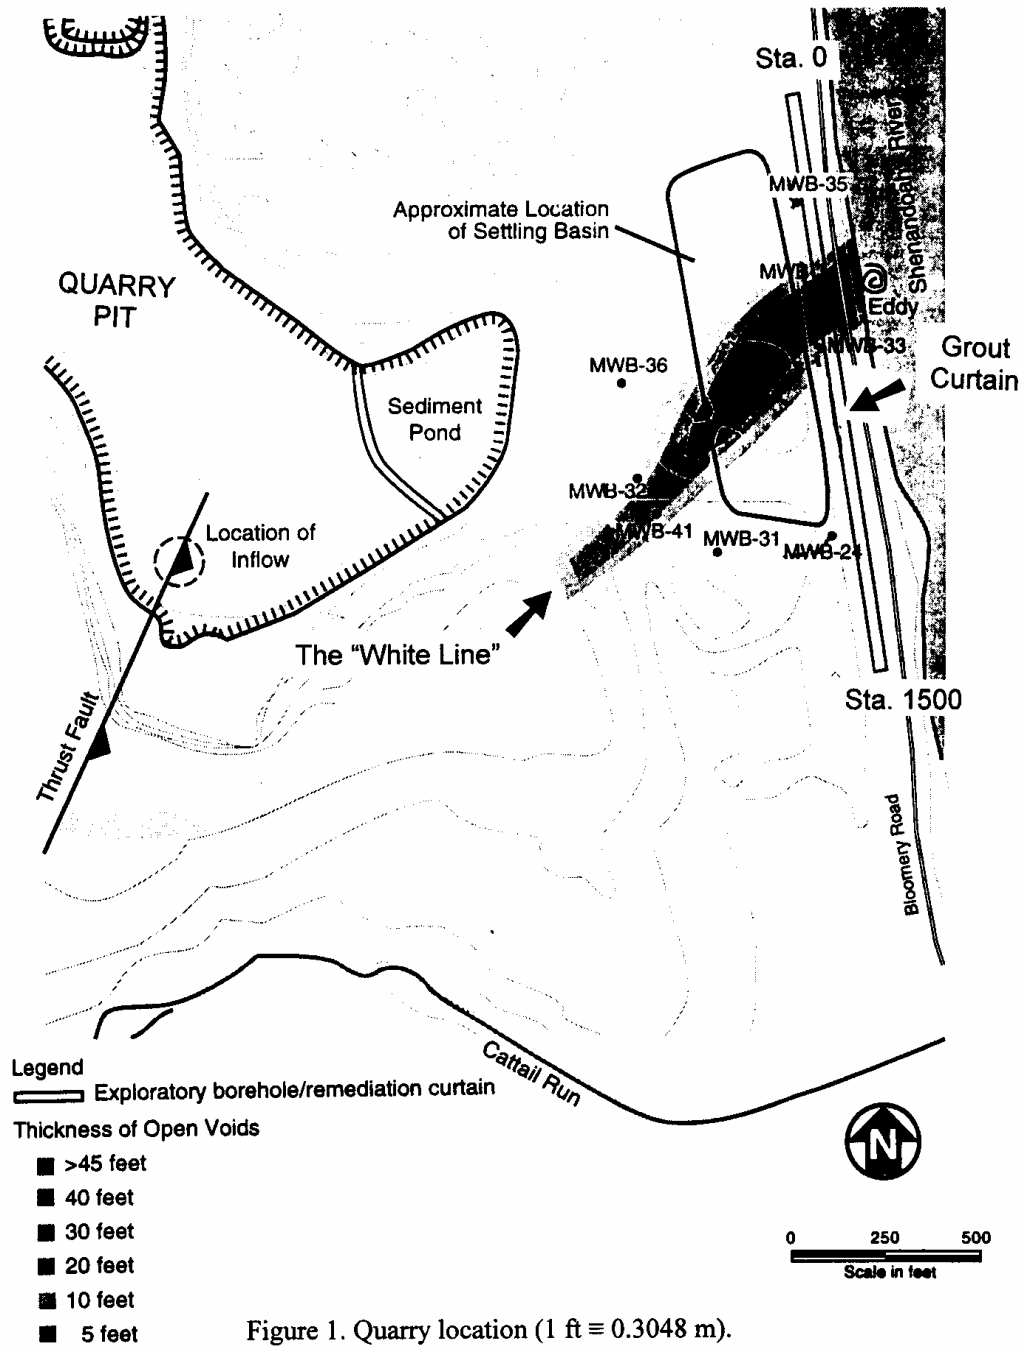 Sta. 0
Shenandoah River
MWB-35
Approximate Location
of Settling Basin
MWB-
QUARRY
PIT
Eddy
MWB-33
Grout
Curtain
MWB-36
Sediment
Pond
MWB-32
MWB-41
MWB-31
MWB-24
Location of
Inflow
The “White Line”
Sta. 1500
Thrust Fault
Bloomery Road
Cattail Run
Legend
Exploratory borehole/remediation curtain
Thickness of Open Voids
>45 feet
40 feet
30 feet
20 feet
10 feet
5 feet
N
0 250 500
Scale in feet
Figure 1. Quarry location (1 ft ≡ 0.3048 m).